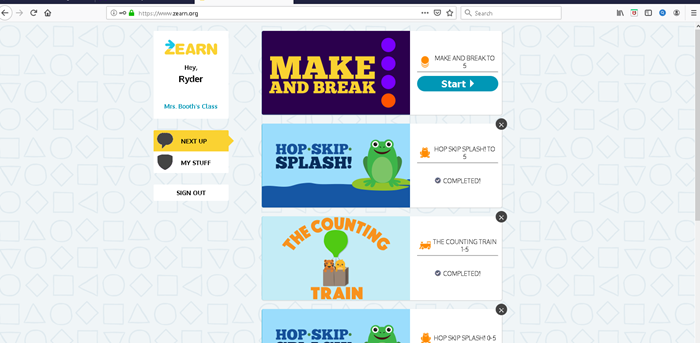 https://www.zearn.org
Search
ZEARN
Hey,
Ryder
Mrs. Booth's Class
NEXT UP
MY STUFF
SIGN OUT
MAKE
AND BREAK
MAKE AND BREAK TO
5
Start
HOP·SKIP·
SPLASH!
HOP SKIP SPLASH! TO
5
COMPLETED!
THE COUNTING
TRAIN
THE COUNTING TRAIN
1-5
COMPLETED!
HOP·SKIP·
HOP SKIP SPLASH! 0-5